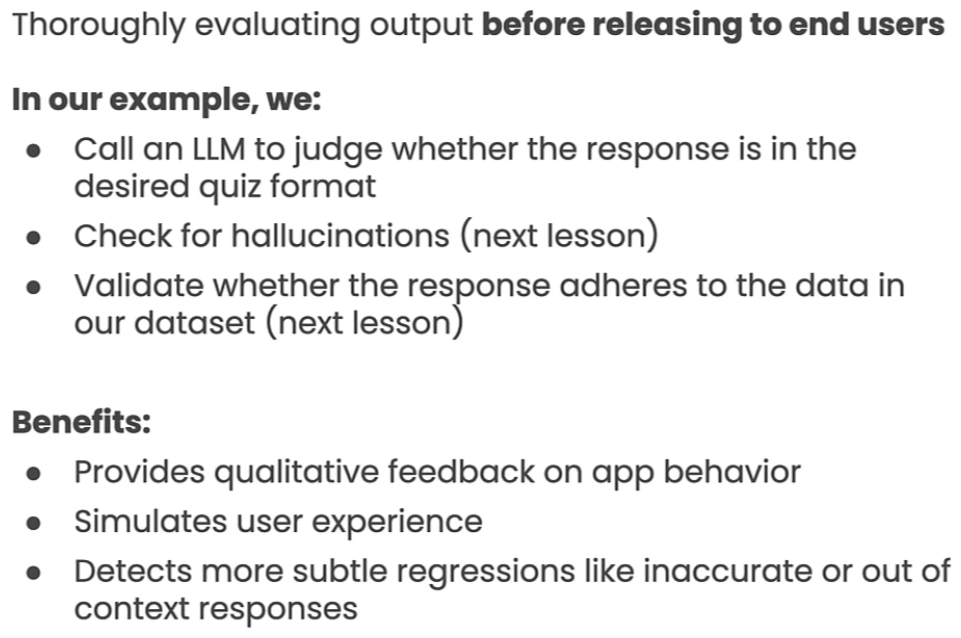 Thoroughly evaluating output before releasing to end users
In our example, we:
● Call an LLM to judge whether the response is in the
desired quiz format
● Check for hallucinations (next lesson)
● Validate whether the response adheres to the data in
our dataset (next lesson)
Benefits:
● Provides qualitative feedback on app behavior
● Simulates user experience
● Detects more subtle regressions like inaccurate or out of
context responses